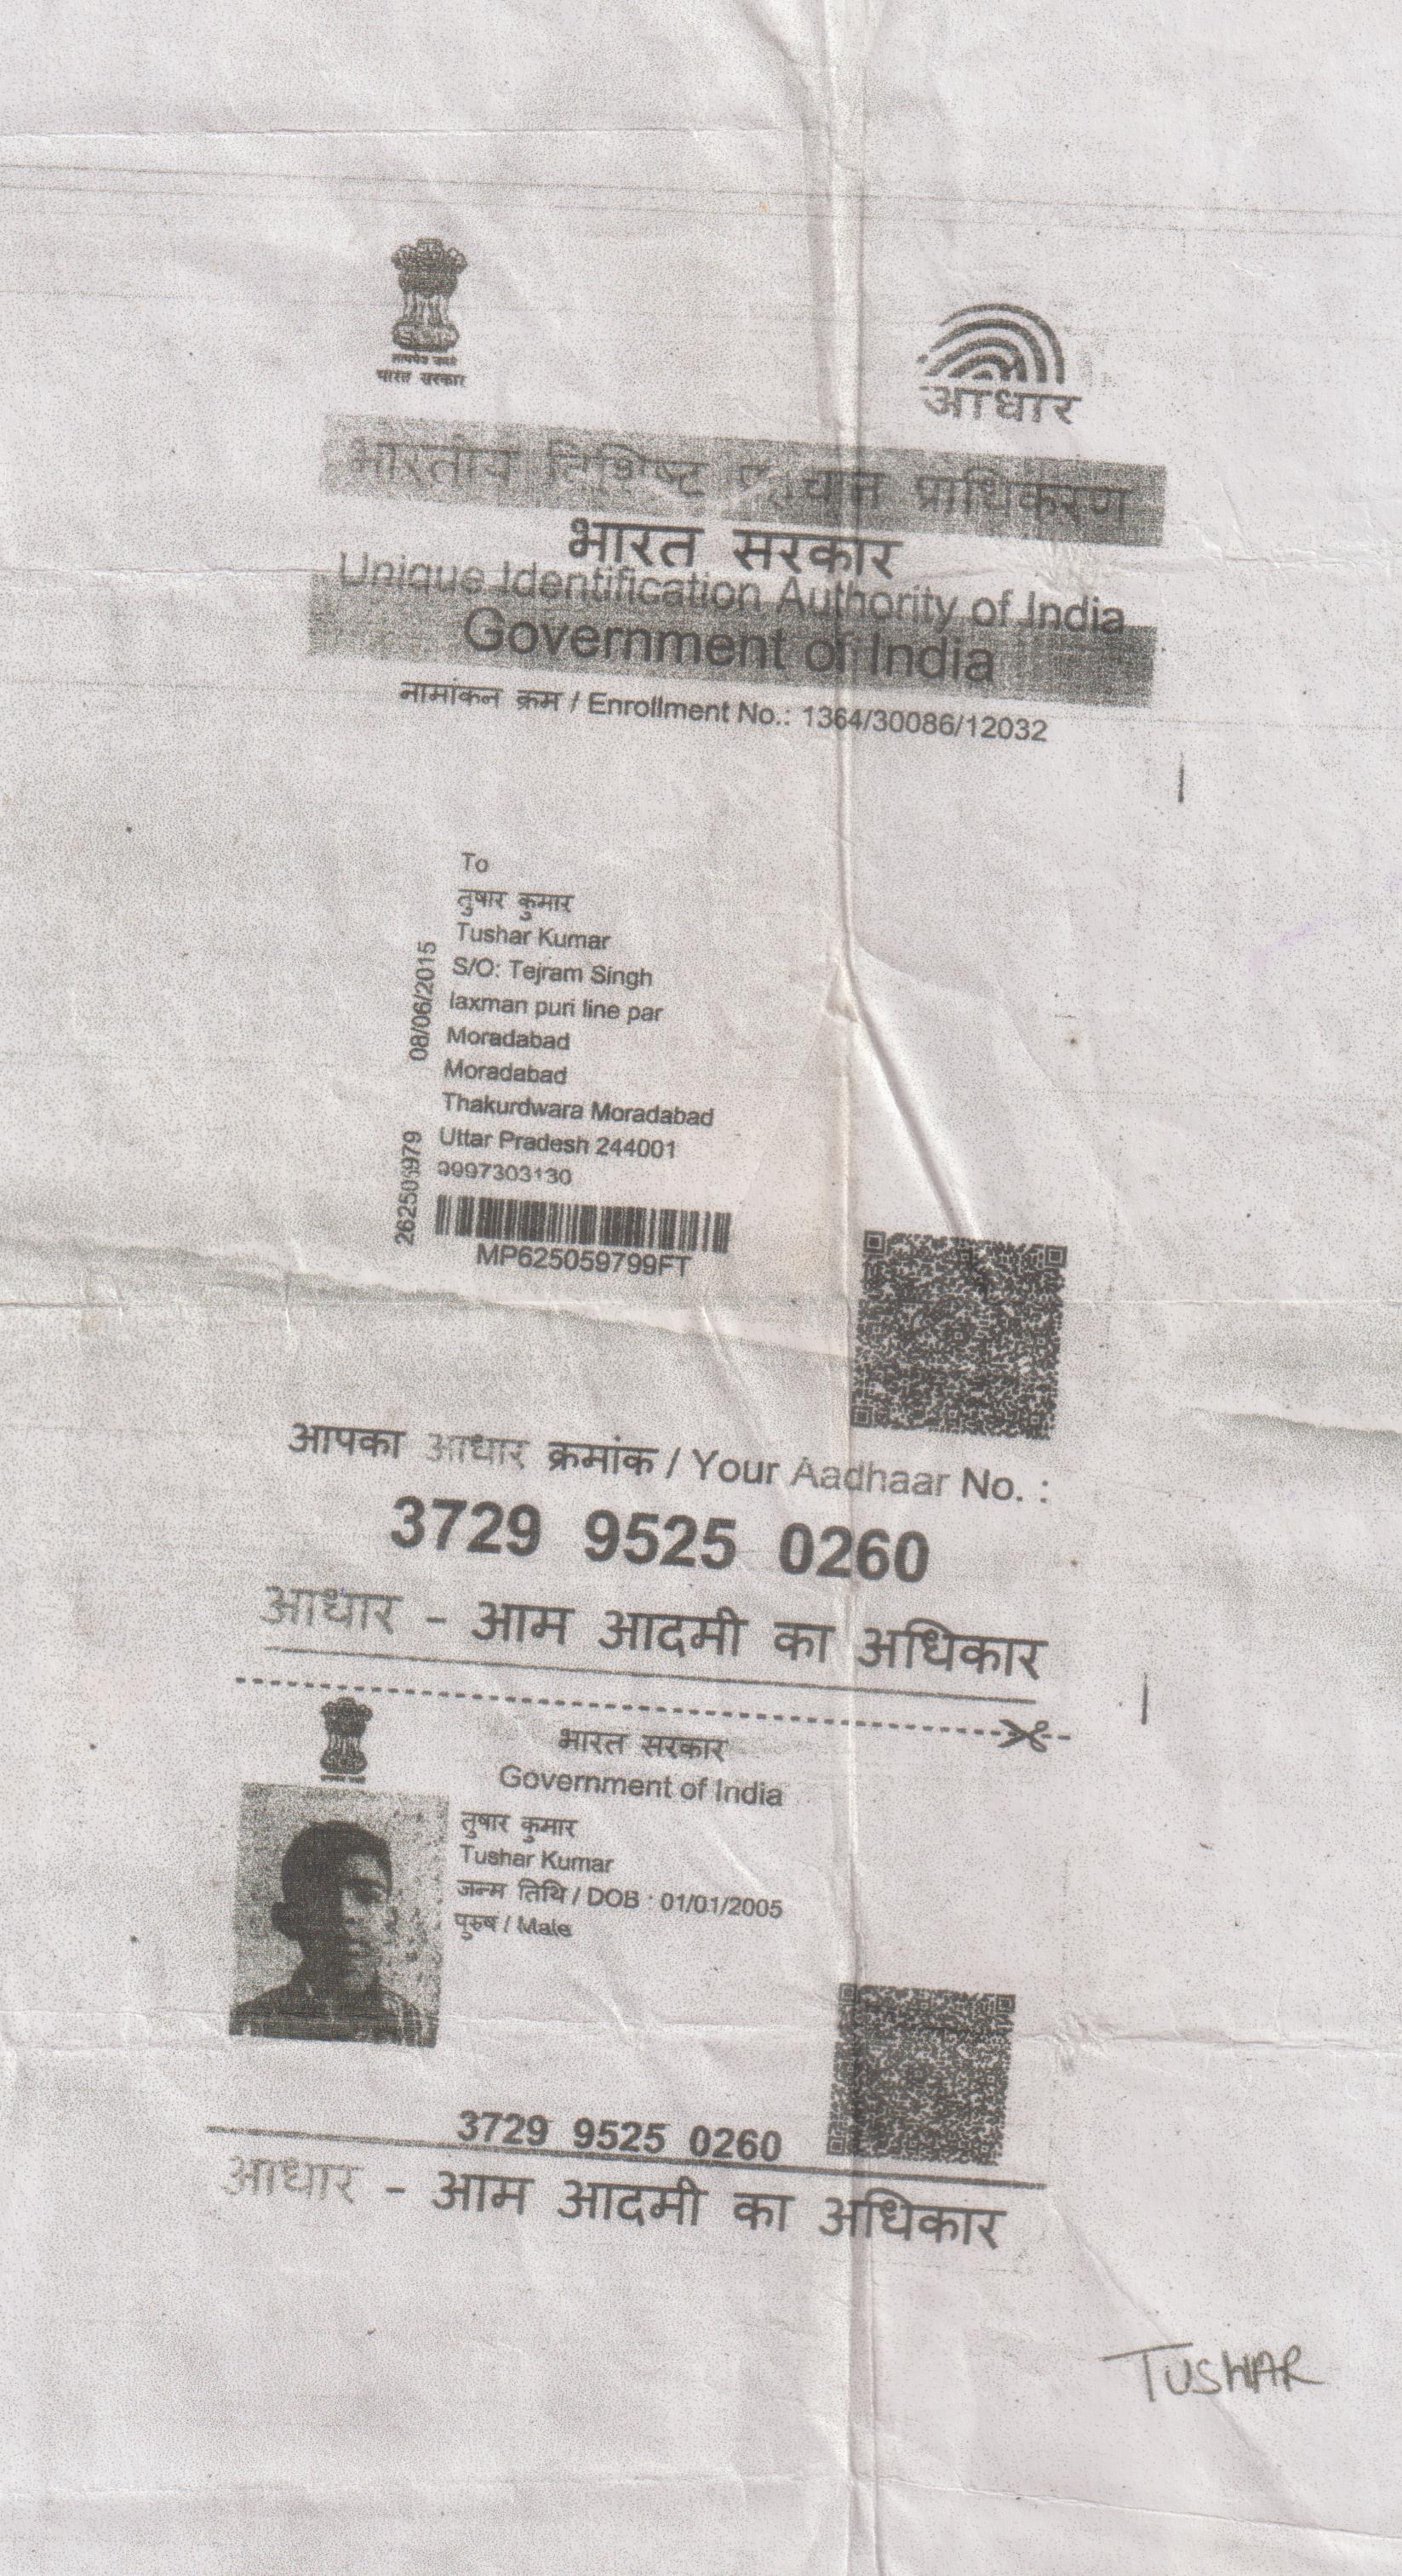 भारत सरकार
आधार
भारतीय विशिष्ट पहचान प्राधिकरण
भारत सरकार
Unique Identification Authority of India
Government of India
नामांकन क्रम / Enrollment No.: 1364/30086/12032
To
तुषार कुमार
Tushar Kumar
S/O: Tejram Singh
laxman puri line par
Moradabad
Moradabad
Thakurdwara Moradabad
Uttar Pradesh 244001
08/06/2015
MP625059799FT
आपका आधार क्रमांक / Your Aadhaar No. :
3729 9525 0260
आधार - आम आदमी का अधिकार
भारत सरकार
Government of India
तुषार कुमार
Tushar Kumar
जन्म तिथि / DOB : 01/01/2005
पुरुष / Male
3729 9525 0260
आधार - आम आदमी का अधिकार
TUSHAR